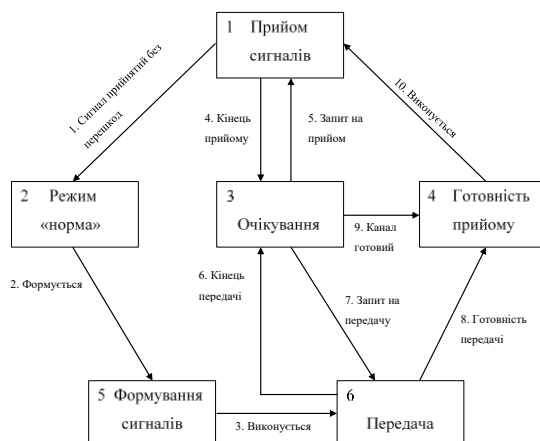 1 Прийом
сигналів
1. Сигнал прийнятий без
перешкод
4. Кінець
прийому
5. Запит на
прийом
10. Виконується
2 Режим
«норма»
3
Очікування
4 Готовність
прийому
9. Канал
готовий
2. Формується
6. Кінець
передачі
7. Запит на
передачу
8. Готовність
передачі
5 Формування
сигналів
3. Виконується
6
Передача